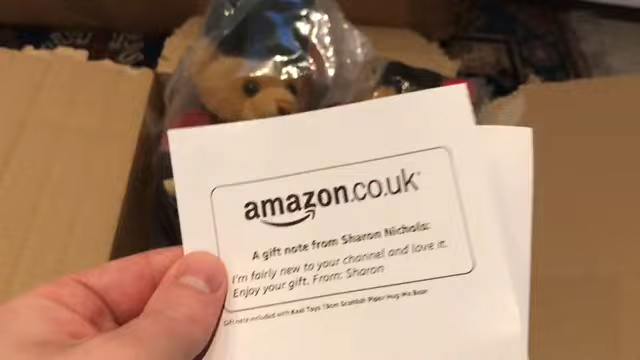 amazon.co.uk
A gift note from Sharon Nichols:
I'm fairly new to your channel and love it.
Enjoy your gift. From: Sharon
Gift note included with Keel Toys 19cm Scottish Piper Hug Me Bear